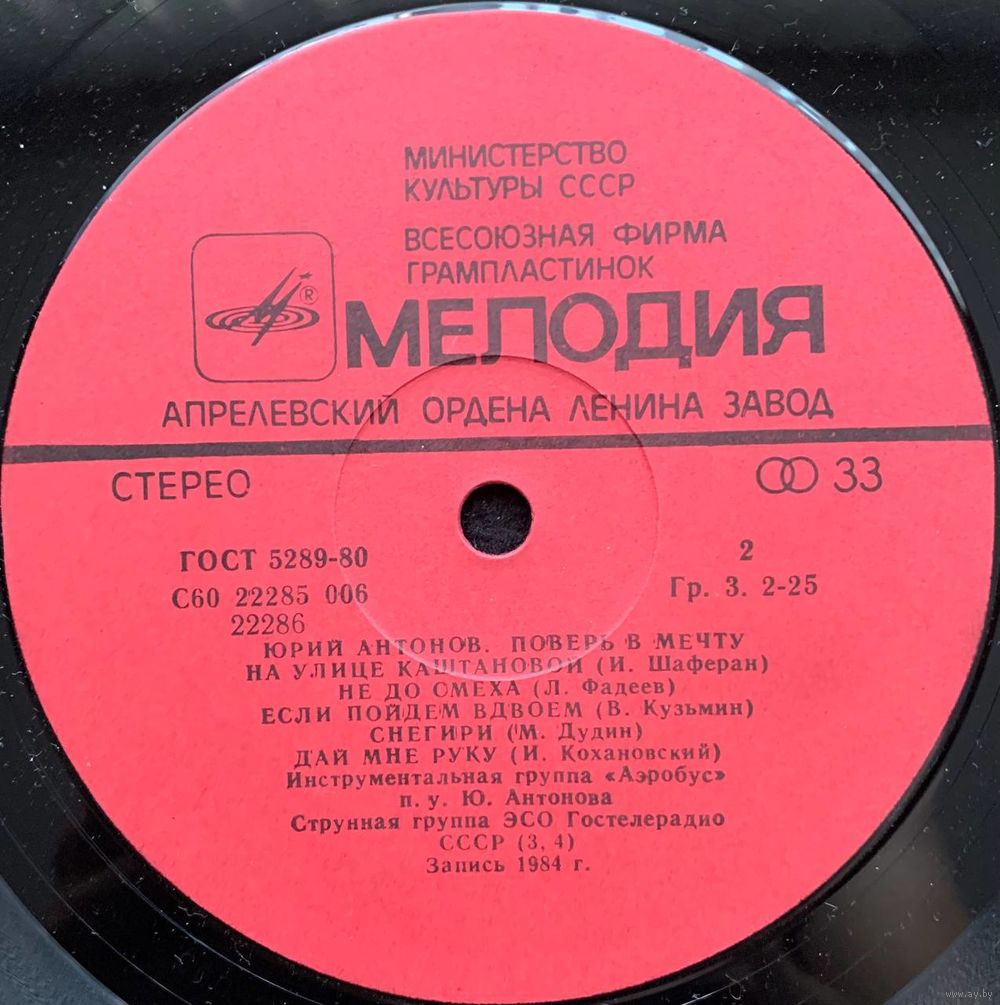 МИНИСТЕРСТВО
КУЛЬТУРЫ СССР
ВСЕСОЮЗНАЯ ФИРМА
ГРАМПЛАСТИНОК
®
МЕЛОДИЯ
АПРЕЛЕВСКИЙ ОРДЕНА ЛЕНИНА ЗАВОД
СТЕРЕО
33
ГОСТ 5289-80
2
С60 22285 006
Гр. 3. 2-25
22286
ЮРИЙ АНТОНОВ. ПОВЕРЬ В МЕЧТУ
НА УЛИЦЕ КАШТАНОВОЙ (И. Шаферан)
НЕ ДО СМЕХА (Л. Фадеев)
ЕСЛИ ПОЙДЕМ ВДВОЕМ (В. Кузьмин)
СНЕГИРИ (М. Дудин)
ДАЙ МНЕ РУКУ (И. Кохановский)
Инструментальная группа «Аэробус»
п. у. Ю. Антонова
Струнная группа ЭСО Гостелерадио
СССР (3, 4)
Запись 1984 г.
www.ay.by